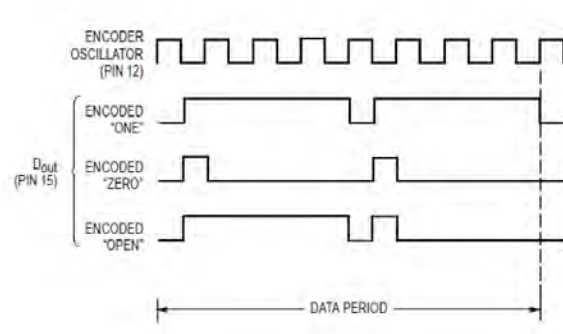 ENCODER
OSCILLATOR
(PIN 12)
ENCODED
"ONE"
Dout
(PIN 15)
ENCODED
"ZERO"
ENCODED
"OPEN"
DATA PERIOD